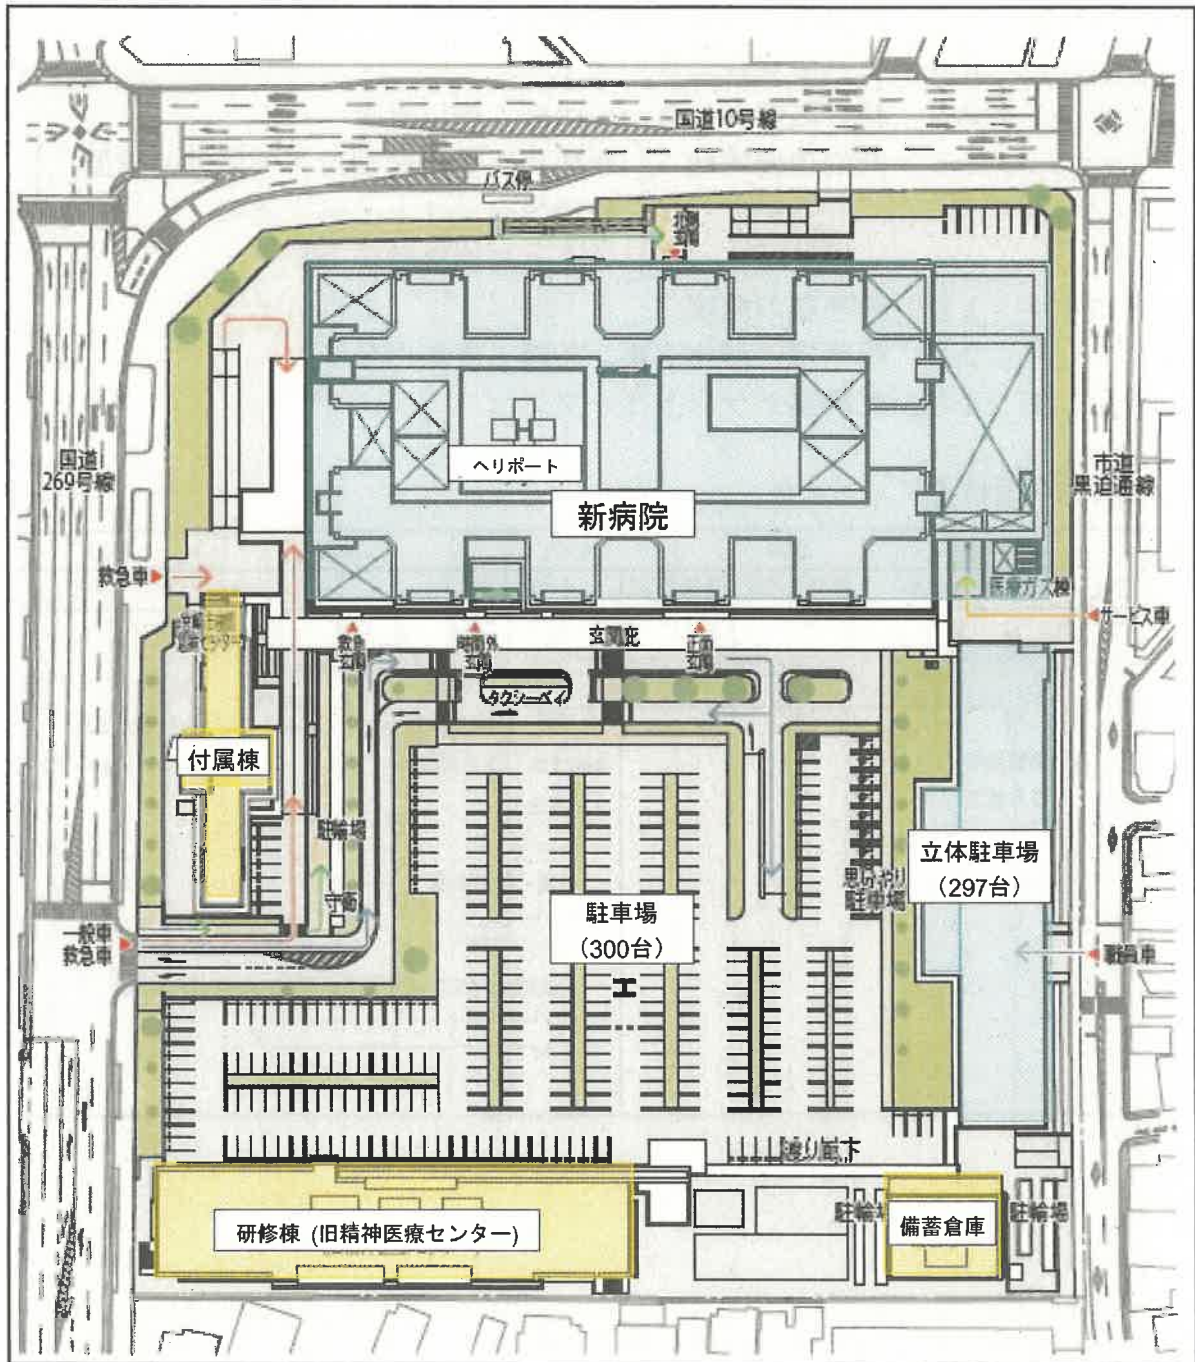 国道10号線
バス停
北側
玄関
国道
269号線
市道
黒迫通線
ヘリポート
新病院
救急車
医療ガス棟
サービス車
救急
玄関
時間外
玄関
玄関庇
正面
玄関
タクシーベイ
付属棟
駐輪場
立体駐車場
(297台)
思いやり
駐車場
駐車場
(300台)
一般車
救急車
職員車
渡り廊下
研修棟 (旧精神医療センター)
駐輪場
備蓄倉庫
駐輪場